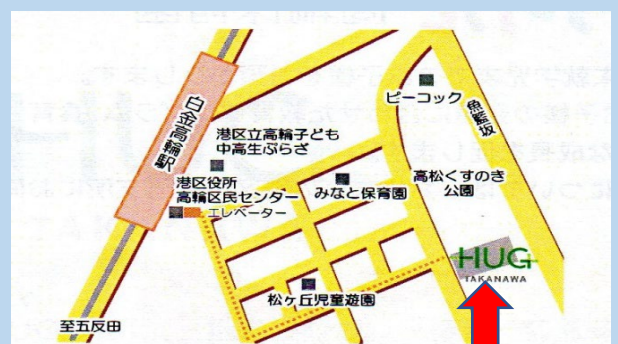 白金高輪駅
ピーコック
魚籃坂
港区立高輪子ども
中高生ぷらざ
港区役所
高輪区民センター
エレベーター
みなと保育園
高松くすのき
公園
HUG
TAKANAWA
松ヶ丘児童遊園
至五反田